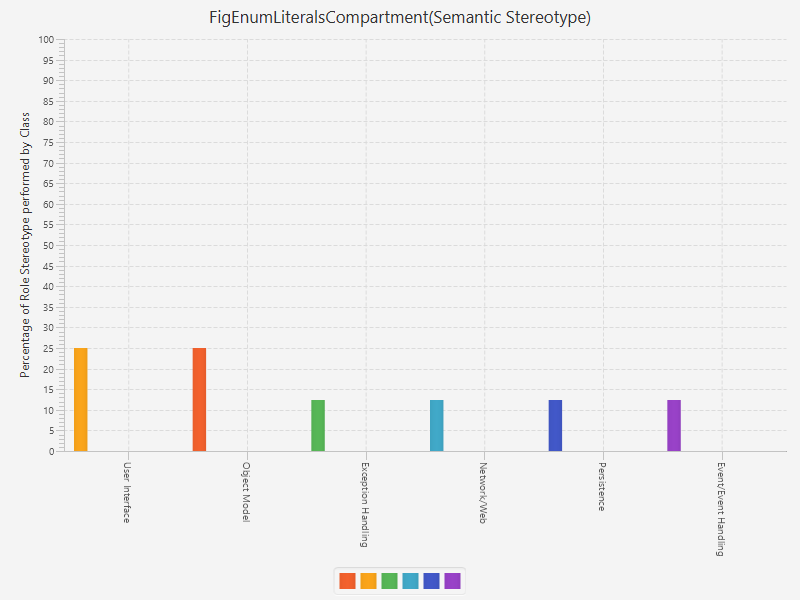 FigEnumLiteralsCompartment(Semantic Stereotype)
Percentage of Role Stereotype performed by Class
100
95
90
85
80
75
70
65
60
55
50
45
40
35
30
25
20
15
10
5
0
User Interface
Object Model
Exception Handling
Network/Web
Persistence
Event/Event Handling